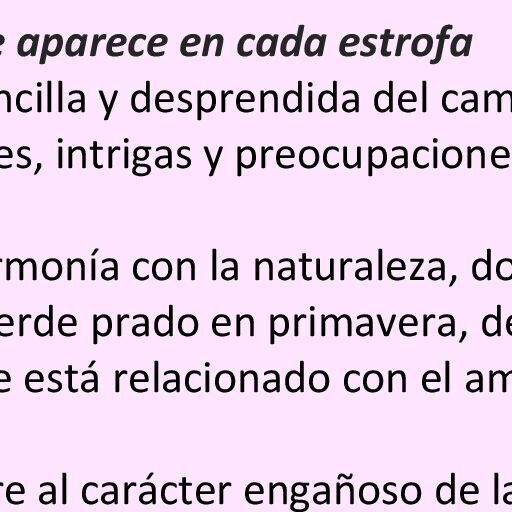 e aparece en cada estrofa
ncilla y desprendida del cam
es, intrigas y preocupacione
rmonía con la naturaleza, do
erde prado en primavera, de
e está relacionado con el am
re al carácter engañoso de la